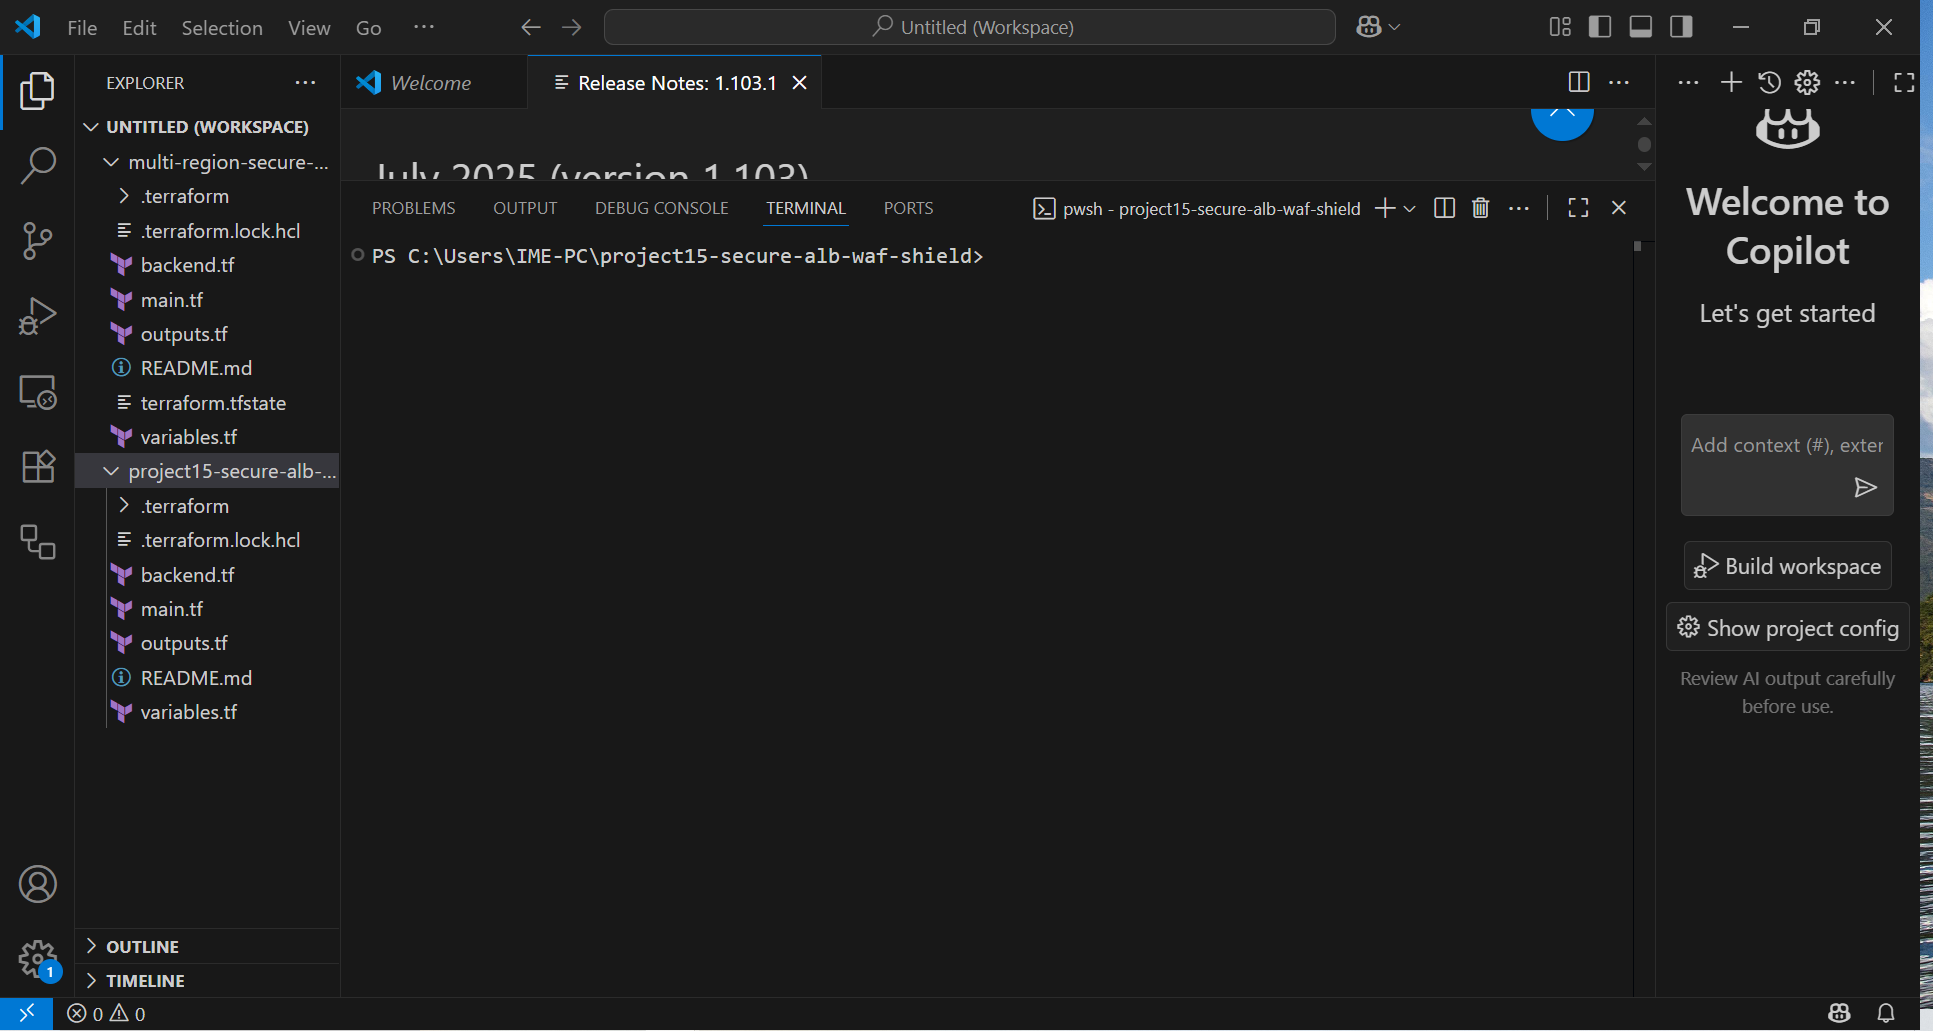 File Edit Selection View Go ··· Untitled (Workspace)
EXPLORER ···
UNTITLED (WORKSPACE)
multi-region-secure-...
.terraform
.terraform.lock.hcl
backend.tf
main.tf
outputs.tf
README.md
terraform.tfstate
variables.tf
project15-secure-alb-...
.terraform
.terraform.lock.hcl
backend.tf
main.tf
outputs.tf
README.md
variables.tf
OUTLINE
TIMELINE
Welcome Release Notes: 1.103.1
July 2025 (version 1.103)
PROBLEMS OUTPUT DEBUG CONSOLE TERMINAL PORTS pwsh - project15-secure-alb-waf-shield
PS C:\Users\IME-PC\project15-secure-alb-waf-shield>
Welcome to
Copilot
Let's get started
Add context (#), exter
Build workspace
Show project config
Review AI output carefully
before use.
1
0 0